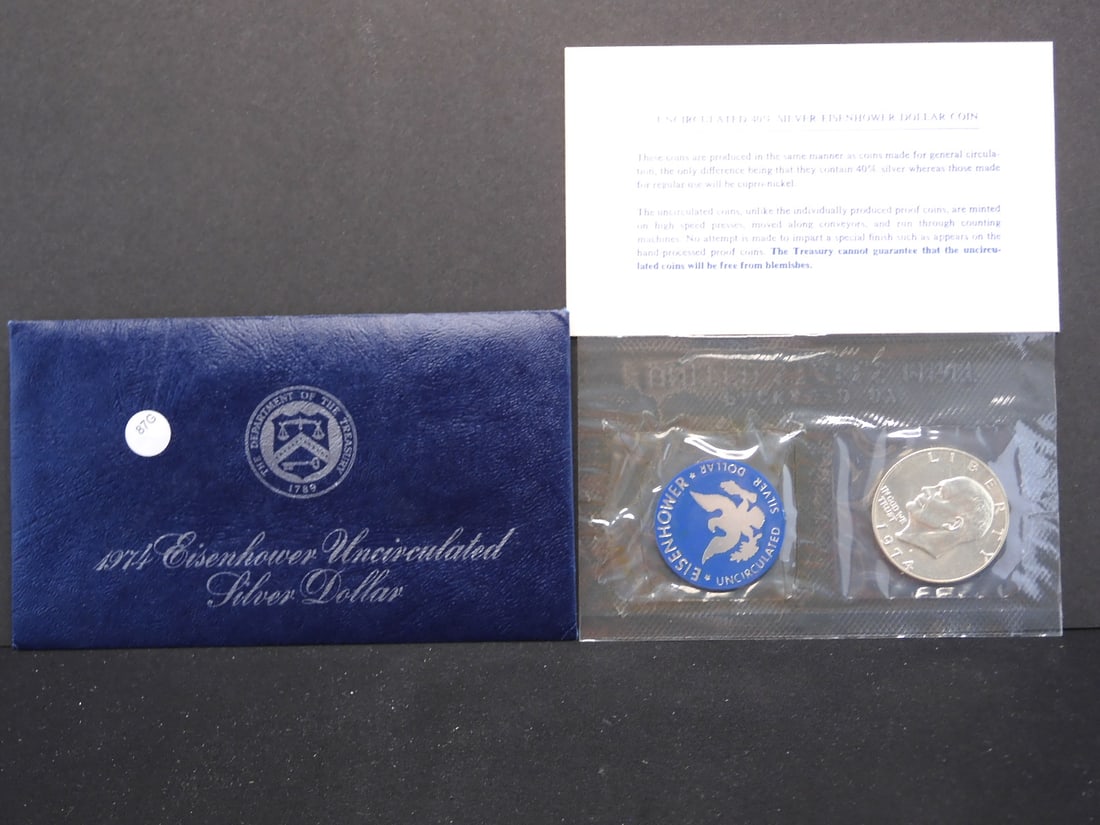 87G
THE DEPARTMENT OF THE TREASURY
1789
1974 Eisenhower Uncirculated
Silver Dollar
UNCIRCULATED 40% SILVER EISENHOWER DOLLAR COIN
These coins are produced in the same manner as coins made for general circula-
tion, the only difference being that they contain 40% silver whereas those made
for regular use will be cupro-nickel.
The uncirculated coins, unlike the individually produced proof coins, are minted
on high speed presses, moved along conveyors, and run through counting
machines. No attempt is made to impart a special finish such as appears on the
hand-processed proof coins. The Treasury cannot guarantee that the uncircu-
lated coins will be free from blemishes.
EISENHOWER
UNCIRCULATED SILVER DOLLAR
LIBERTY
IN GOD WE
TRUST
1974